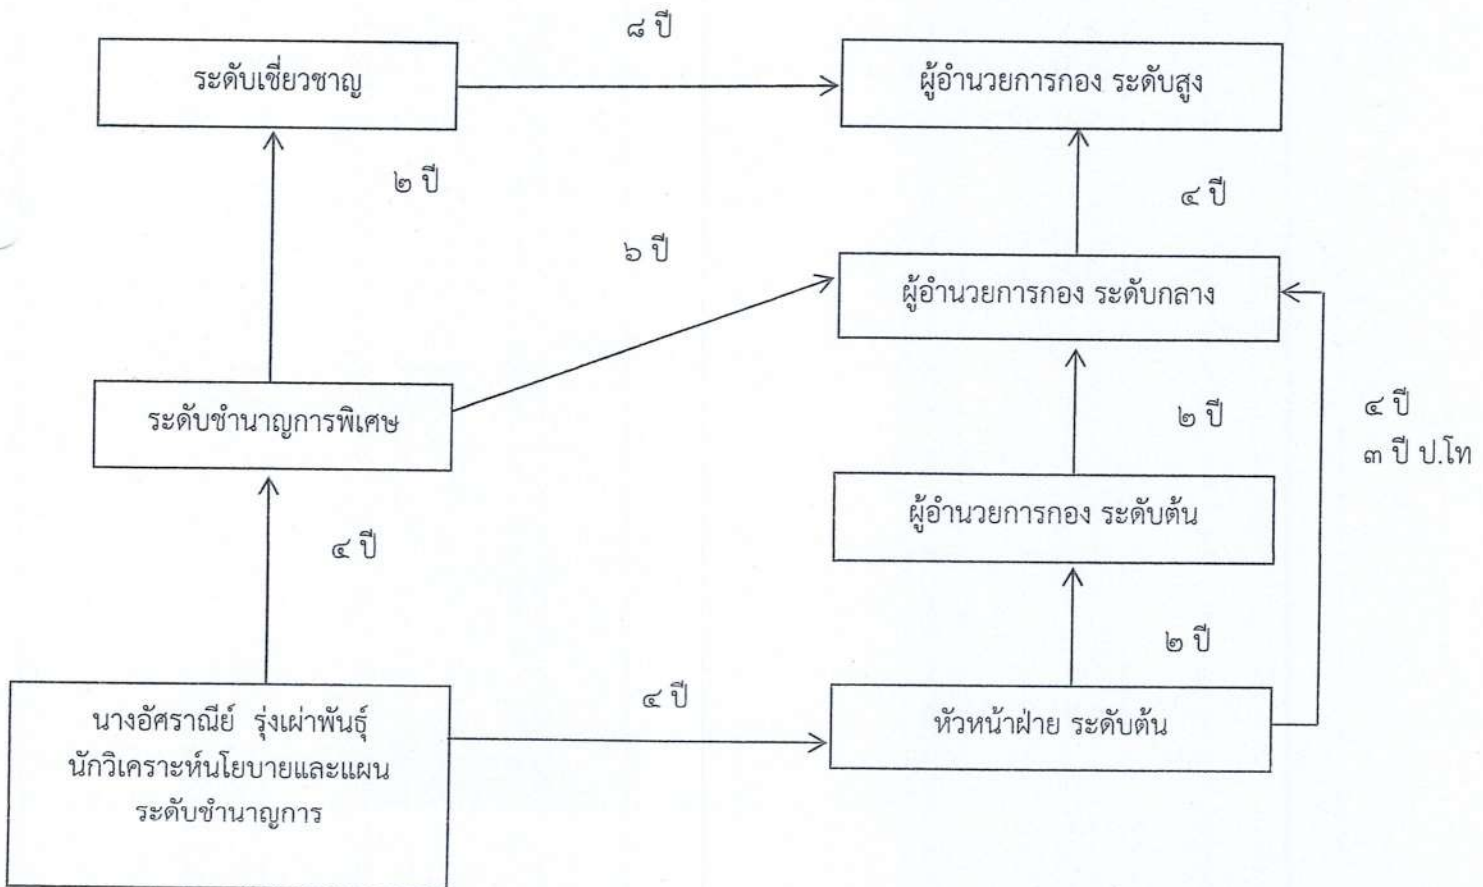 ๘ ปี
ระดับเชี่ยวชาญ
ผู้อำนวยการกอง ระดับสูง
๒ ปี
๔ ปี
๖ ปี
ผู้อำนวยการกอง ระดับกลาง
ระดับชำนาญการพิเศษ
๒ ปี
๔ ปี
๓ ปี ป.โท
ผู้อำนวยการกอง ระดับต้น
๔ ปี
๒ ปี
๔ ปี
นางอัศราณีย์ รุ่งเผ่าพันธุ์
นักวิเคราะห์นโยบายและแผน
ระดับชำนาญการ
หัวหน้าฝ่าย ระดับต้น